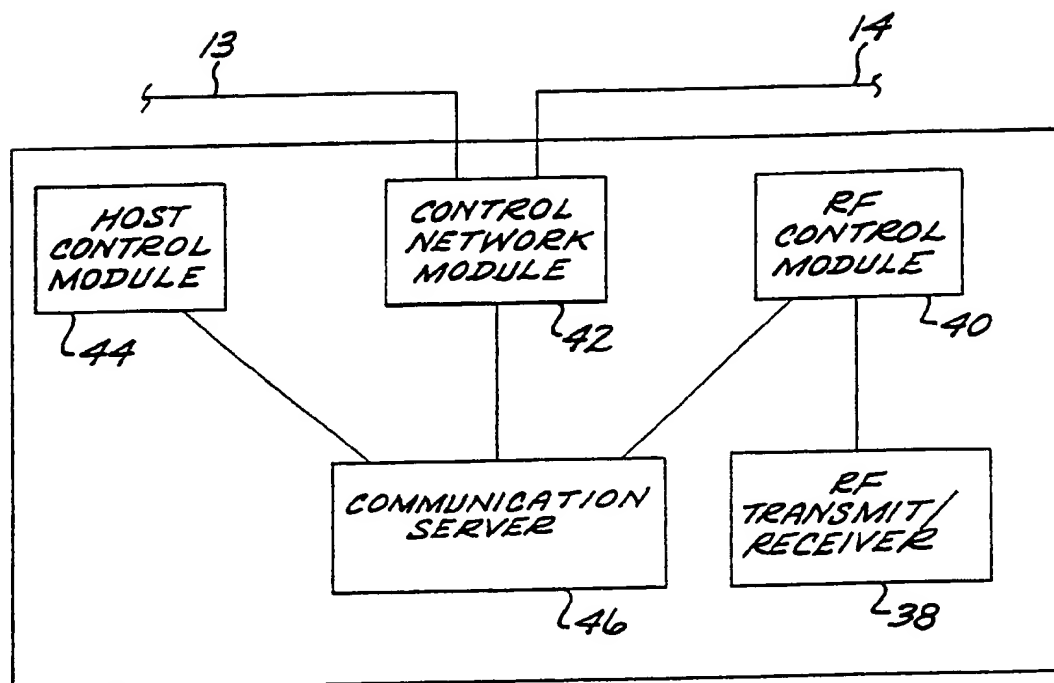 13
14
HOST
CONTROL
MODULE
44
CONTROL
NETWORK
MODULE
42
RF
CONTROL
MODULE
40
COMMUNICATION
SERVER
46
RF
TRANSMIT/
RECEIVER
38